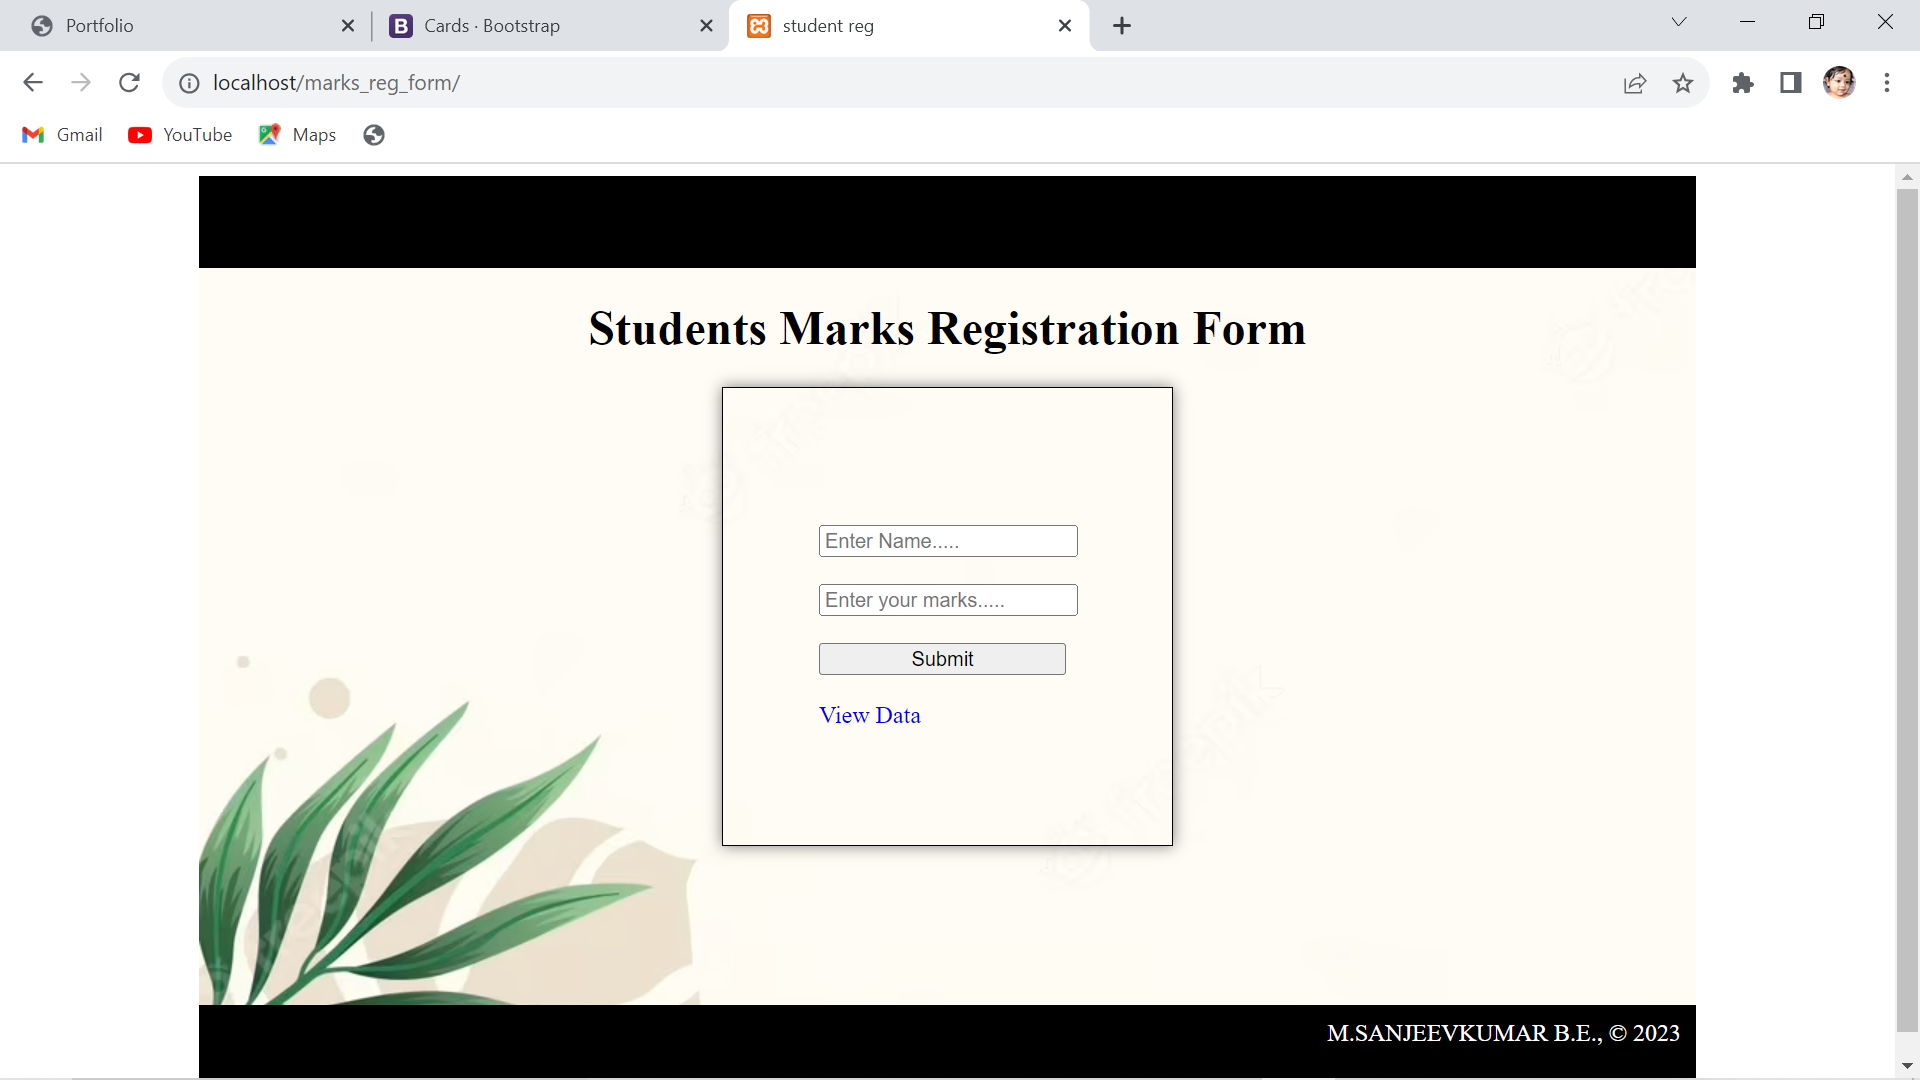 Portfolio
Cards · Bootstrap
student reg
localhost/marks_reg_form/
Gmail
YouTube
Maps
Students Marks Registration Form
Enter Name.....
Enter your marks.....
Submit
View Data
M.SANJEEVKUMAR B.E., © 2023